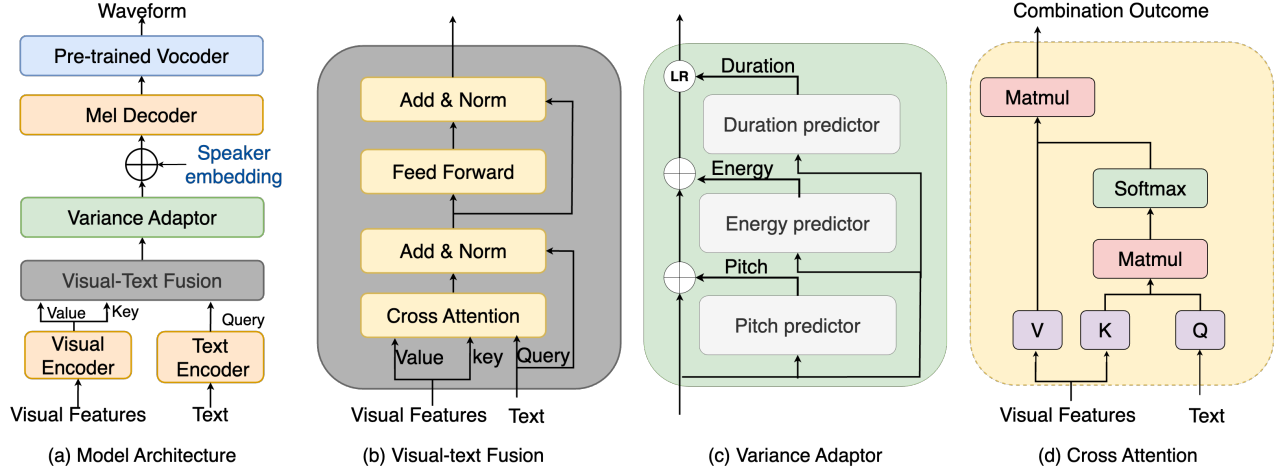 Waveform
Pre-trained Vocoder
Mel Decoder
Speaker
embedding
Variance Adaptor
Visual-Text Fusion
Value
Key
Query
Visual
Encoder
Text
Encoder
Visual Features
Text
(a) Model Architecture
Add & Norm
Feed Forward
Add & Norm
Cross Attention
Value
key
Query
Visual Features
Text
(b) Visual-text Fusion
LR
Duration
Duration predictor
Energy
Energy predictor
Pitch
Pitch predictor
(c) Variance Adaptor
Combination Outcome
Matmul
Softmax
Matmul
V
K
Q
Visual Features
Text
(d) Cross Attention